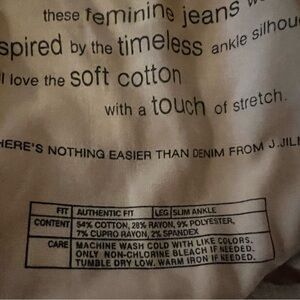 these feminine jeans
spired by the timeless ankle silhou
love the soft cotton
with a touch of stretch.
HERE'S NOTHING EASIER THAN DENIM FROM J.JILL
FIT AUTHENTIC FIT LEG SLIM ANKLE
CONTENT 54% COTTON, 28% RAYON, 9% POLYESTER,
7% CUPRO RAYON, 2% SPANDEX
CARE MACHINE WASH COLD WITH LIKE COLORS.
ONLY NON-CHLORINE BLEACH IF NEEDED.
TUMBLE DRY LOW. WARM IRON IF NEEDED.